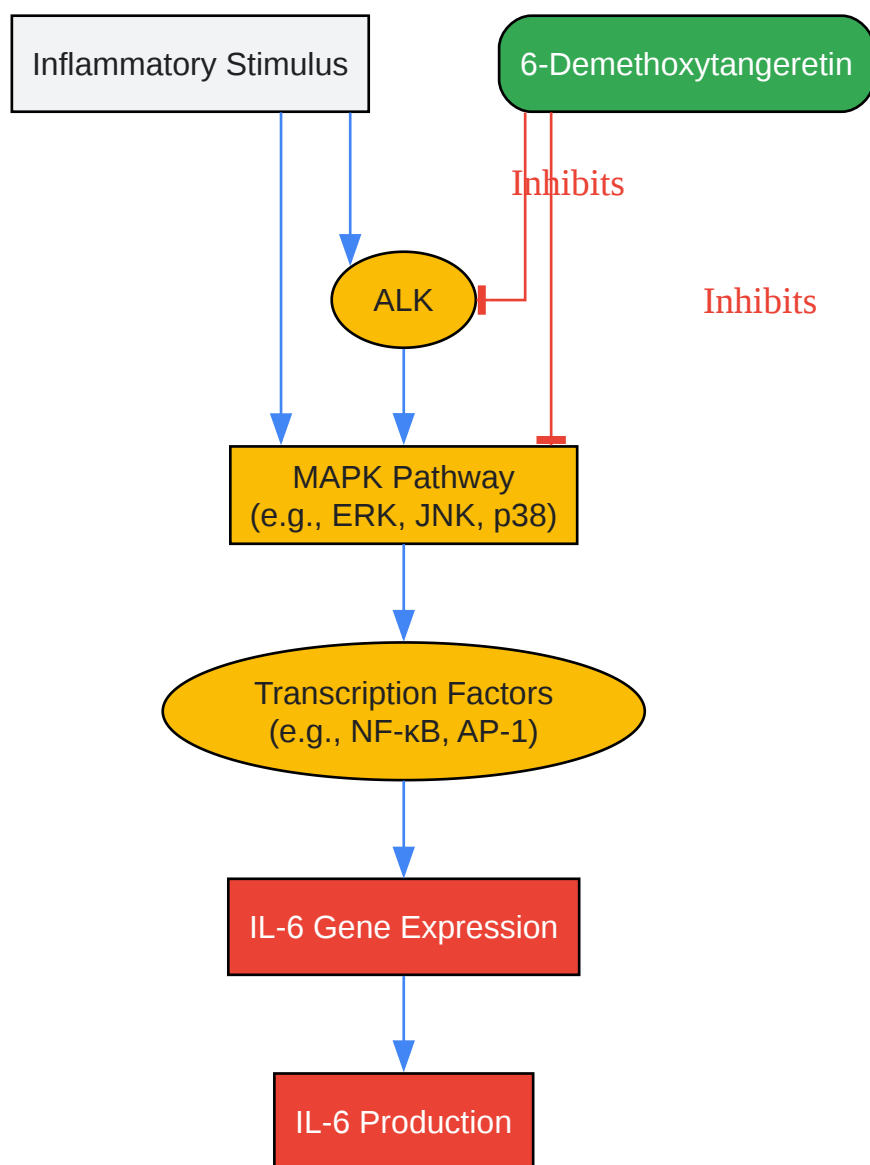 Inflammatory Stimulus
6-Demethoxytangeretin
Inhibits
ALK
Inhibits
MAPK Pathway
(e.g., ERK, JNK, p38)
Transcription Factors
(e.g., NF-κB, AP-1)
IL-6 Gene Expression
IL-6 Production